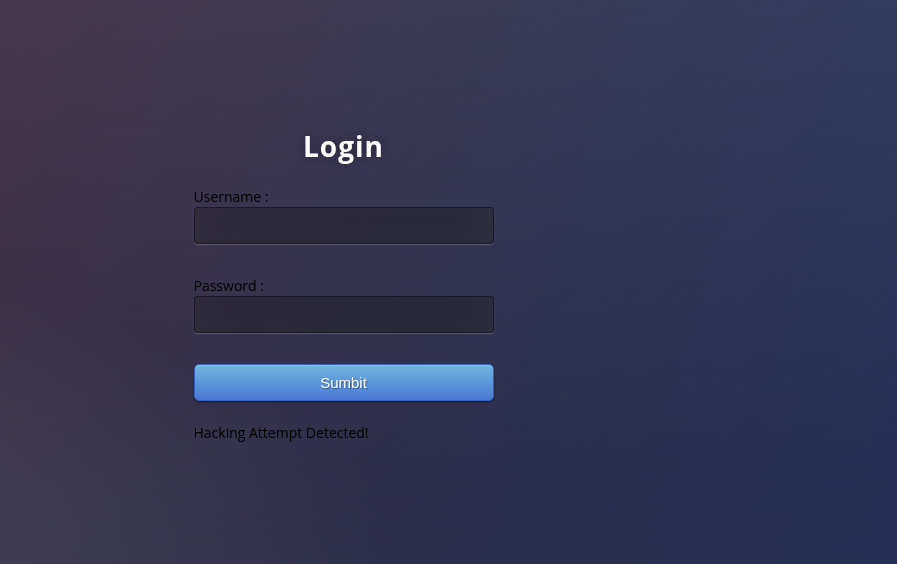 Login
Username :
Password :
Sumbit
Hacking Attempt Detected!